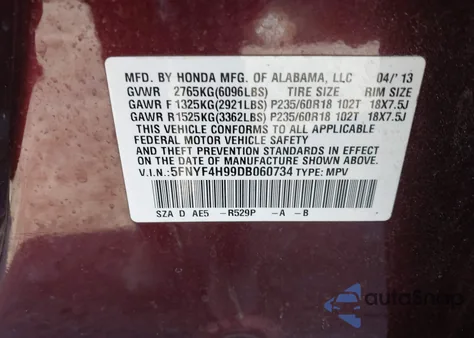 MFD. BY HONDA MFG. OF ALABAMA, LLC 04/'13
GVWR 2765KG(6096LBS) TIRE SIZE RIM SIZE
GAWR F 1325KG(2921LBS) P235/60R18 102T 18X7.5J
GAWR R1525KG(3362LBS) P235/60R18 102T 18X7.5J
THIS VEHICLE CONFORMS TO ALL APPLICABLE
FEDERAL MOTOR VEHICLE SAFETY
AND THEFT PREVENTION STANDARDS IN EFFECT ON THE
DATE OF MANUFACTURE SHOWN ABOVE.
V.I.N.: 5FNYF4H99DB060734 TYPE: MPV
SZA D AE5 -R529P -A -B
autoSnap